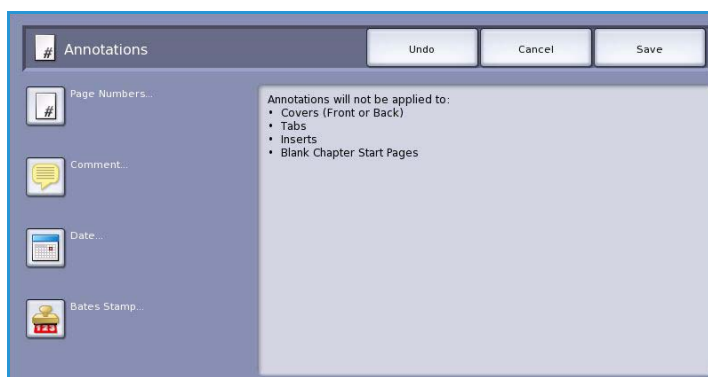 # Annotations
Undo
Cancel
Save
# Page Numbers...
Comment...
Date...
123 Bates Stamp...
Annotations will not be applied to:
• Covers (Front or Back)
• Tabs
• Inserts
• Blank Chapter Start Pages